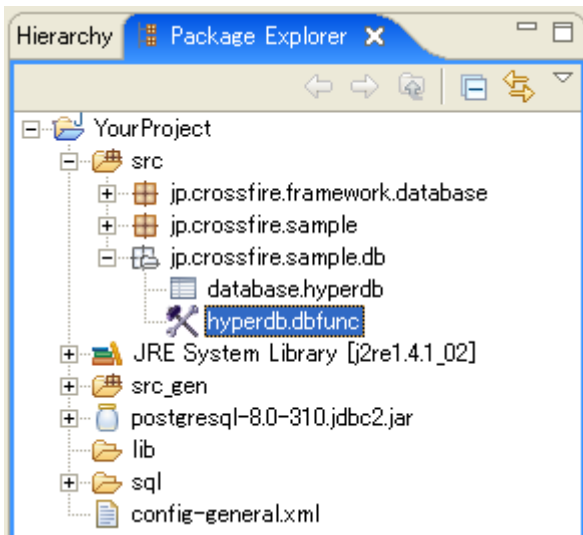 Hierarchy Package Explorer
YourProject
src
jp.crossfire.framework.database
jp.crossfire.sample
jp.crossfire.sample.db
database.hyperdb
hyperdb.dbfunc
JRE System Library [j2re1.4.1_02]
src_gen
postgresql-8.0-310.jdbc2.jar
lib
sql
config-general.xml